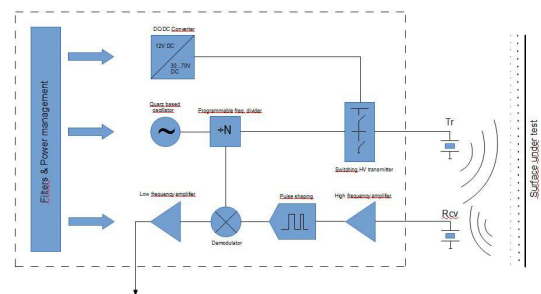 DC/DC Converter
12V DC
30...70V
DC
Filters & Power management
Quarz based
oscillator
Programmable freq. divider
~
÷N
Switching HV transmitter
Tr
Surface under test
Low frequency amplifier
Pulse shaping
High frequency amplifier
Rcv
Demodulator